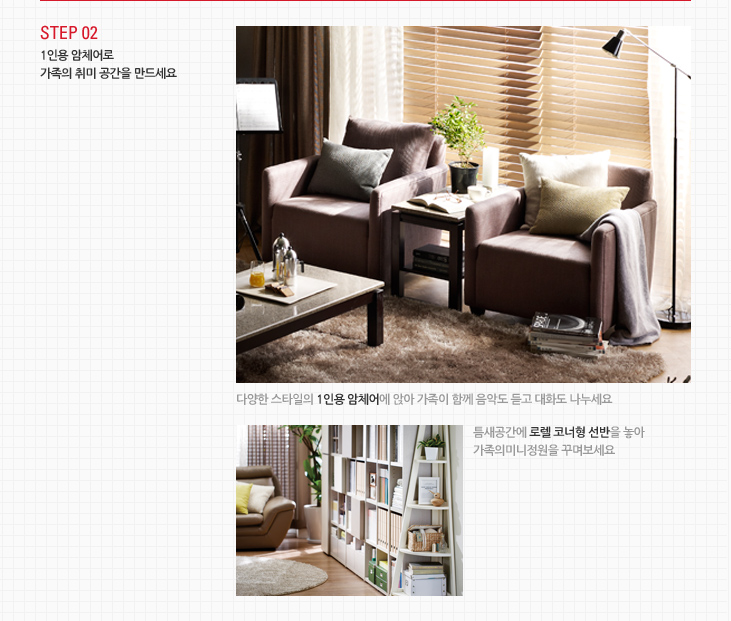 STEP 02
1인용 암체어로
가족의 취미 공간을 만드세요
다양한 스타일의 1인용 암체어에 앉아 가족이 함께 음악도 듣고 대화도 나누세요
틈새공간에 로렐 코너형 선반을 놓아
가족의미니정원을 꾸며보세요